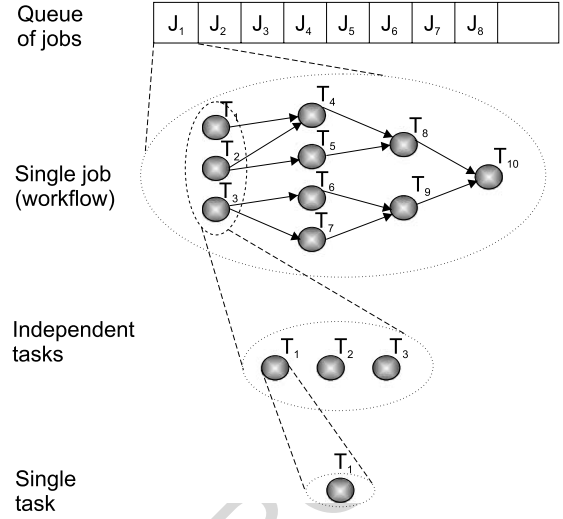 Queue
of jobs
J₁ J₂ J₃ J₄ J₅ J₆ J₇ J₈
Single job
(workflow)
T₁
T₂
T₃
T₄
T₅
T₆
T₇
T₈
T₉
T₁₀
Independent
tasks
T₁ T₂ T₃
Single
task
T₁